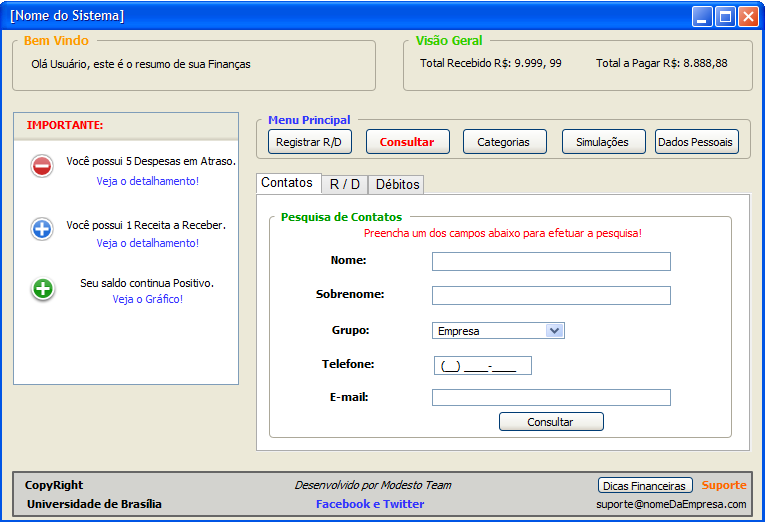 [Nome do Sistema]
Bem Vindo
Olá Usuário, este é o resumo de sua Finanças
Visão Geral
Total Recebido R$: 9.999, 99
Total a Pagar R$: 8.888,88
IMPORTANTE:
Você possui 5 Despesas em Atraso.
Veja o detalhamento!
Você possui 1 Receita a Receber.
Veja o detalhamento!
Seu saldo continua Positivo.
Veja o Gráfico!
Menu Principal
Registrar R/D
Consultar
Categorias
Simulações
Dados Pessoais
Contatos
R / D
Débitos
Pesquisa de Contatos
Preencha um dos campos abaixo para efetuar a pesquisa!
Nome:
Sobrenome:
Grupo:
Empresa
Telefone:
(__) ____-____
E-mail:
Consultar
CopyRight
Universidade de Brasília
Desenvolvido por Modesto Team
Facebook e Twitter
Dicas Financeiras
Suporte
suporte@nomeDaEmpresa.com